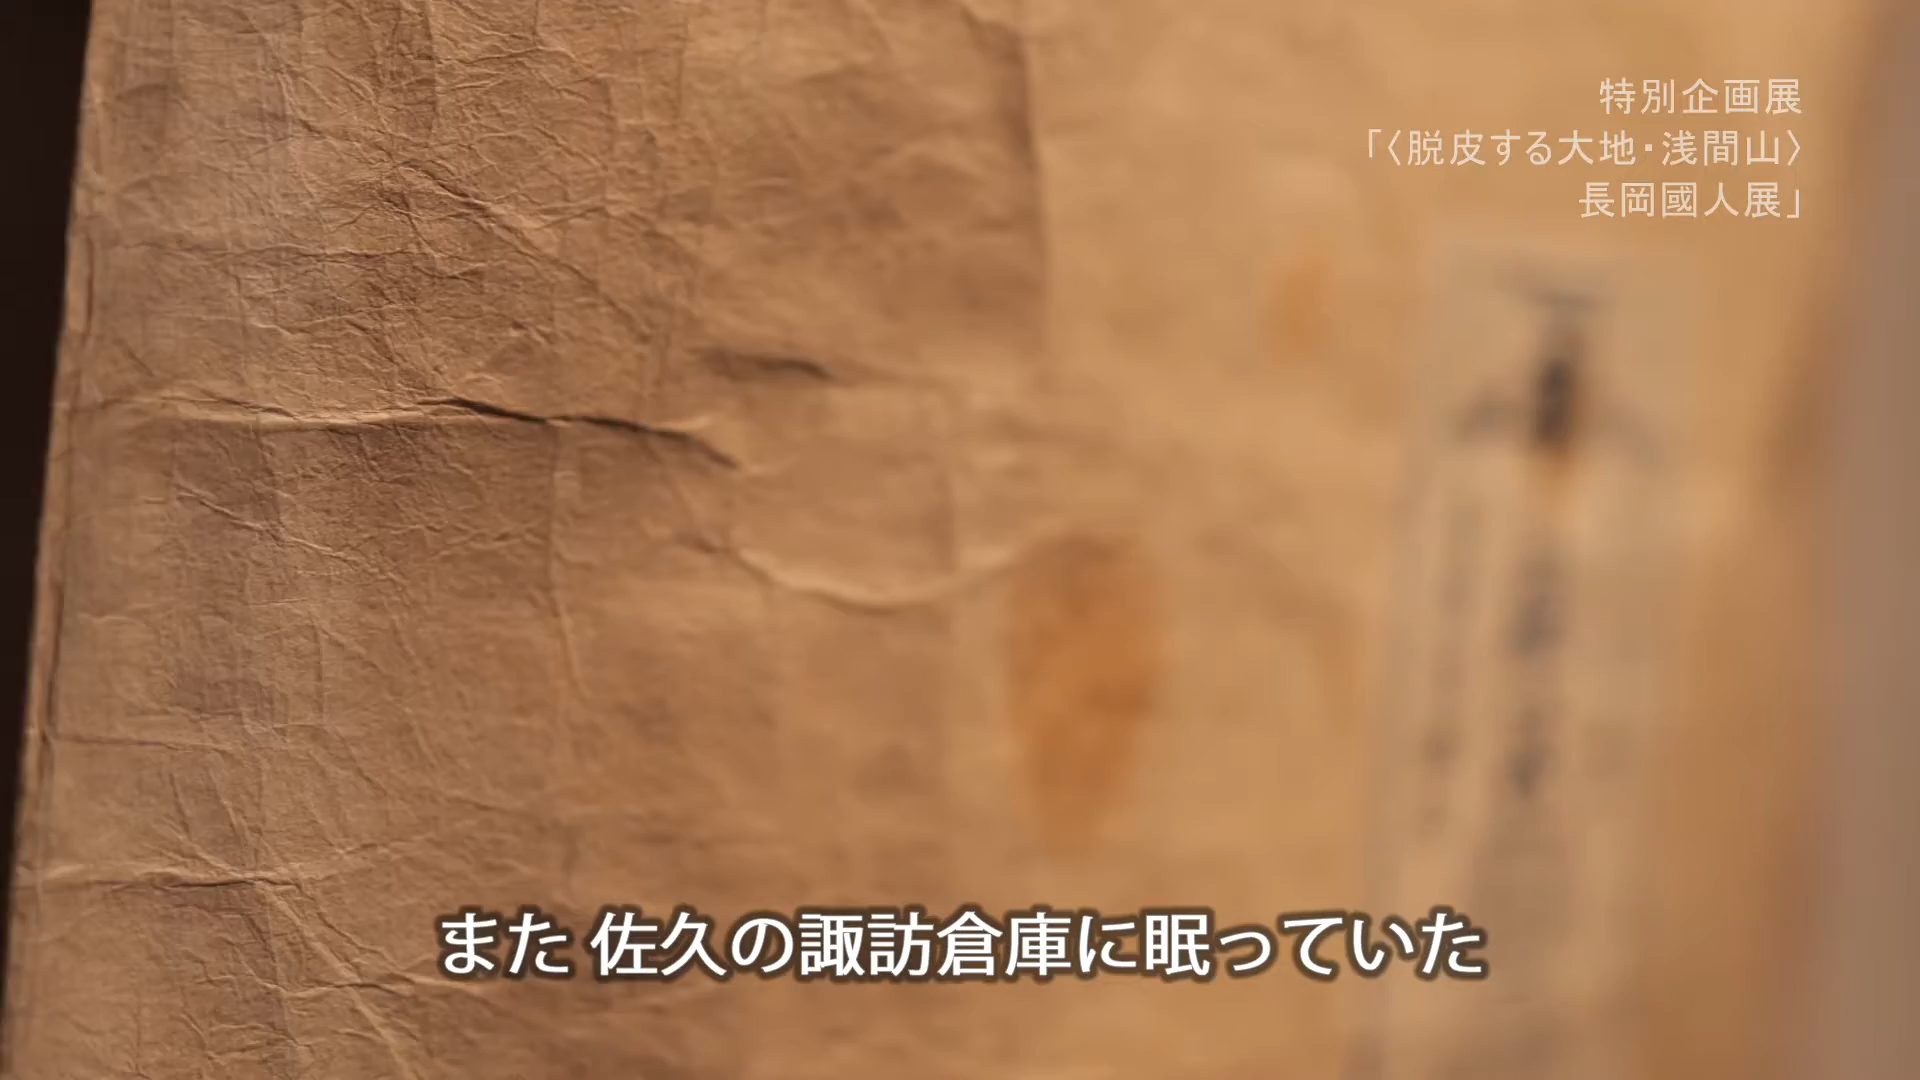 特別企画展
「〈脱皮する大地・浅間山〉
長岡國人展」
また 佐久の諏訪倉庫に眠っていた